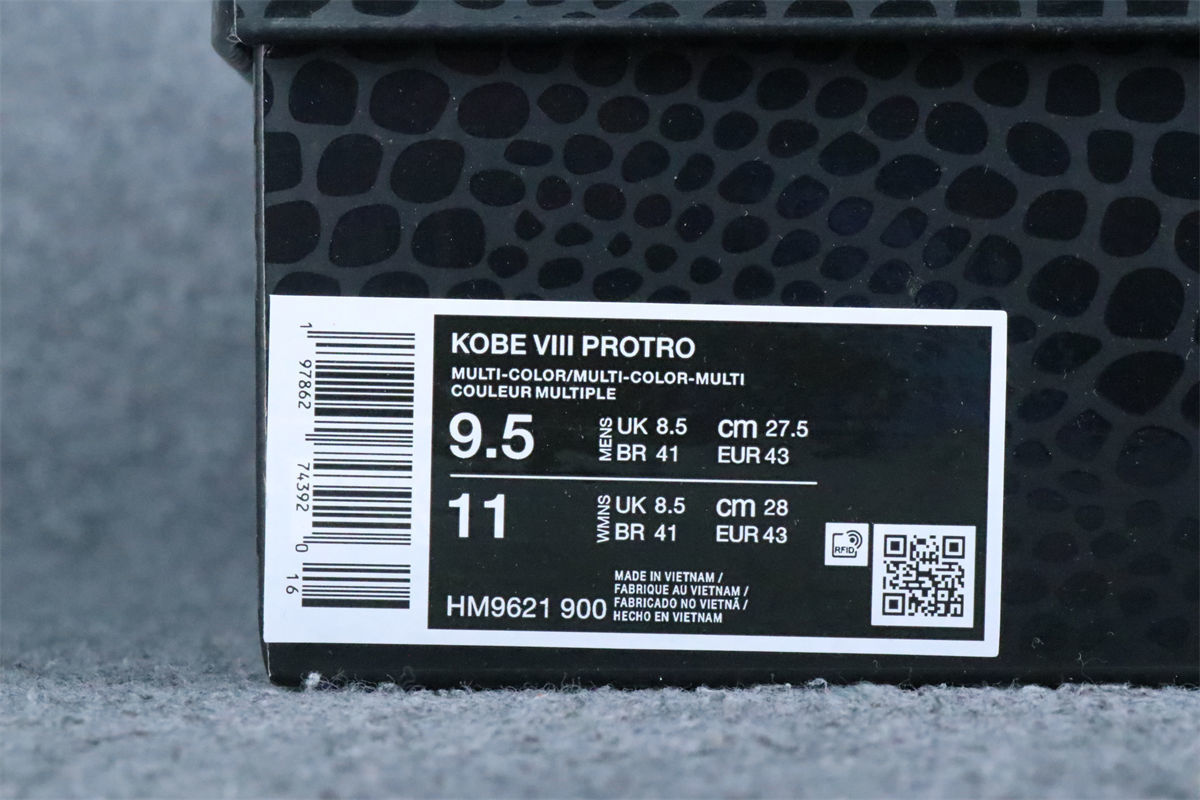 KOBE VIII PROTRO
MULTI-COLOR/MULTI-COLOR-MULTI
COULEUR MULTIPLE
9.5 MENS UK 8.5 cm 27.5
BR 41 EUR 43
11 WMNS UK 8.5 cm 28
BR 41 EUR 43
RFID
HM9621 900
MADE IN VIETNAM /
FABRIQUE AU VIETNAM /
FABRICADO NO VIETNÃ /
HECHO EN VIETNAM
1 97862 74392 0 16